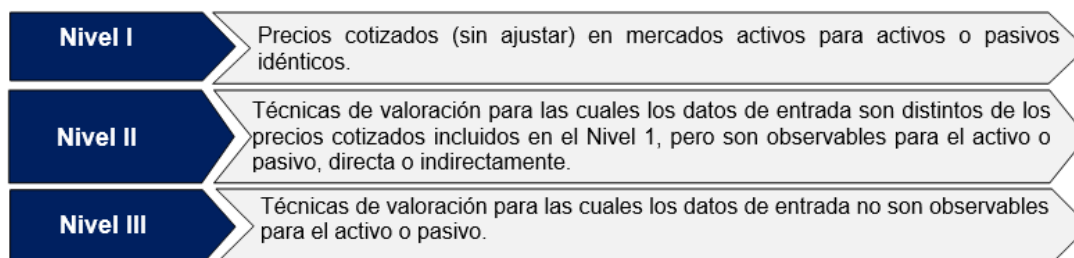 Nivel I
Precios cotizados (sin ajustar) en mercados activos para activos o pasivos
idénticos.
Nivel II
Técnicas de valoración para las cuales los datos de entrada son distintos de los
precios cotizados incluidos en el Nivel 1, pero son observables para el activo o
pasivo, directa o indirectamente.
Nivel III
Técnicas de valoración para las cuales los datos de entrada no son observables
para el activo o pasivo.